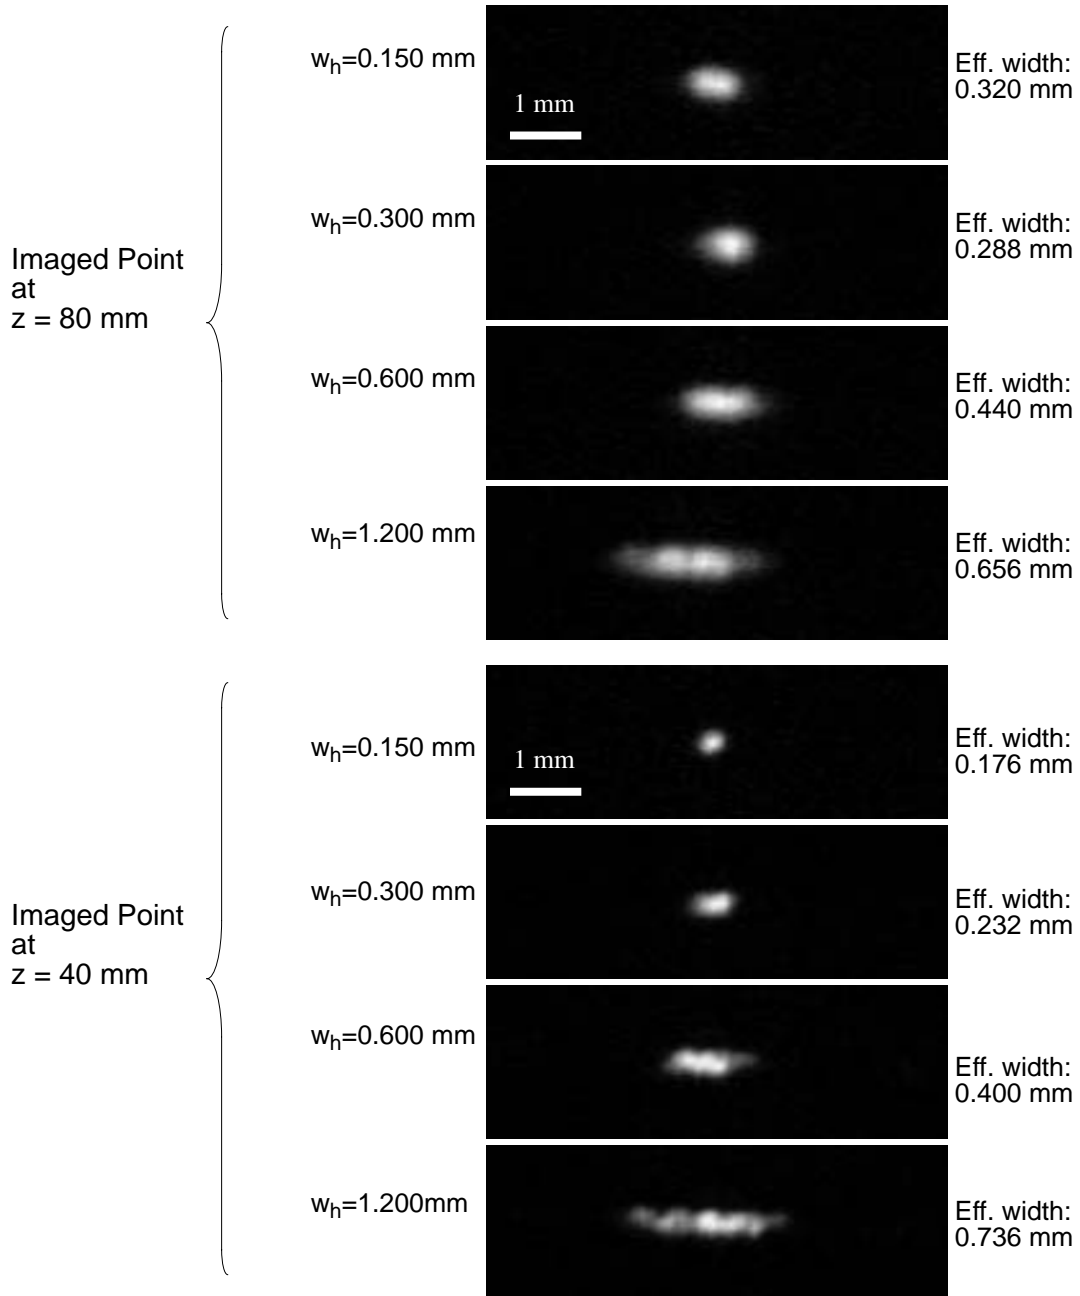 w_h=0.150 mm
1 mm
Eff. width:
0.320 mm
w_h=0.300 mm
Eff. width:
0.288 mm
Imaged Point
at
z = 80 mm
w_h=0.600 mm
Eff. width:
0.440 mm
w_h=1.200 mm
Eff. width:
0.656 mm
w_h=0.150 mm
1 mm
Eff. width:
0.176 mm
w_h=0.300 mm
Eff. width:
0.232 mm
Imaged Point
at
z = 40 mm
w_h=0.600 mm
Eff. width:
0.400 mm
w_h=1.200mm
Eff. width:
0.736 mm